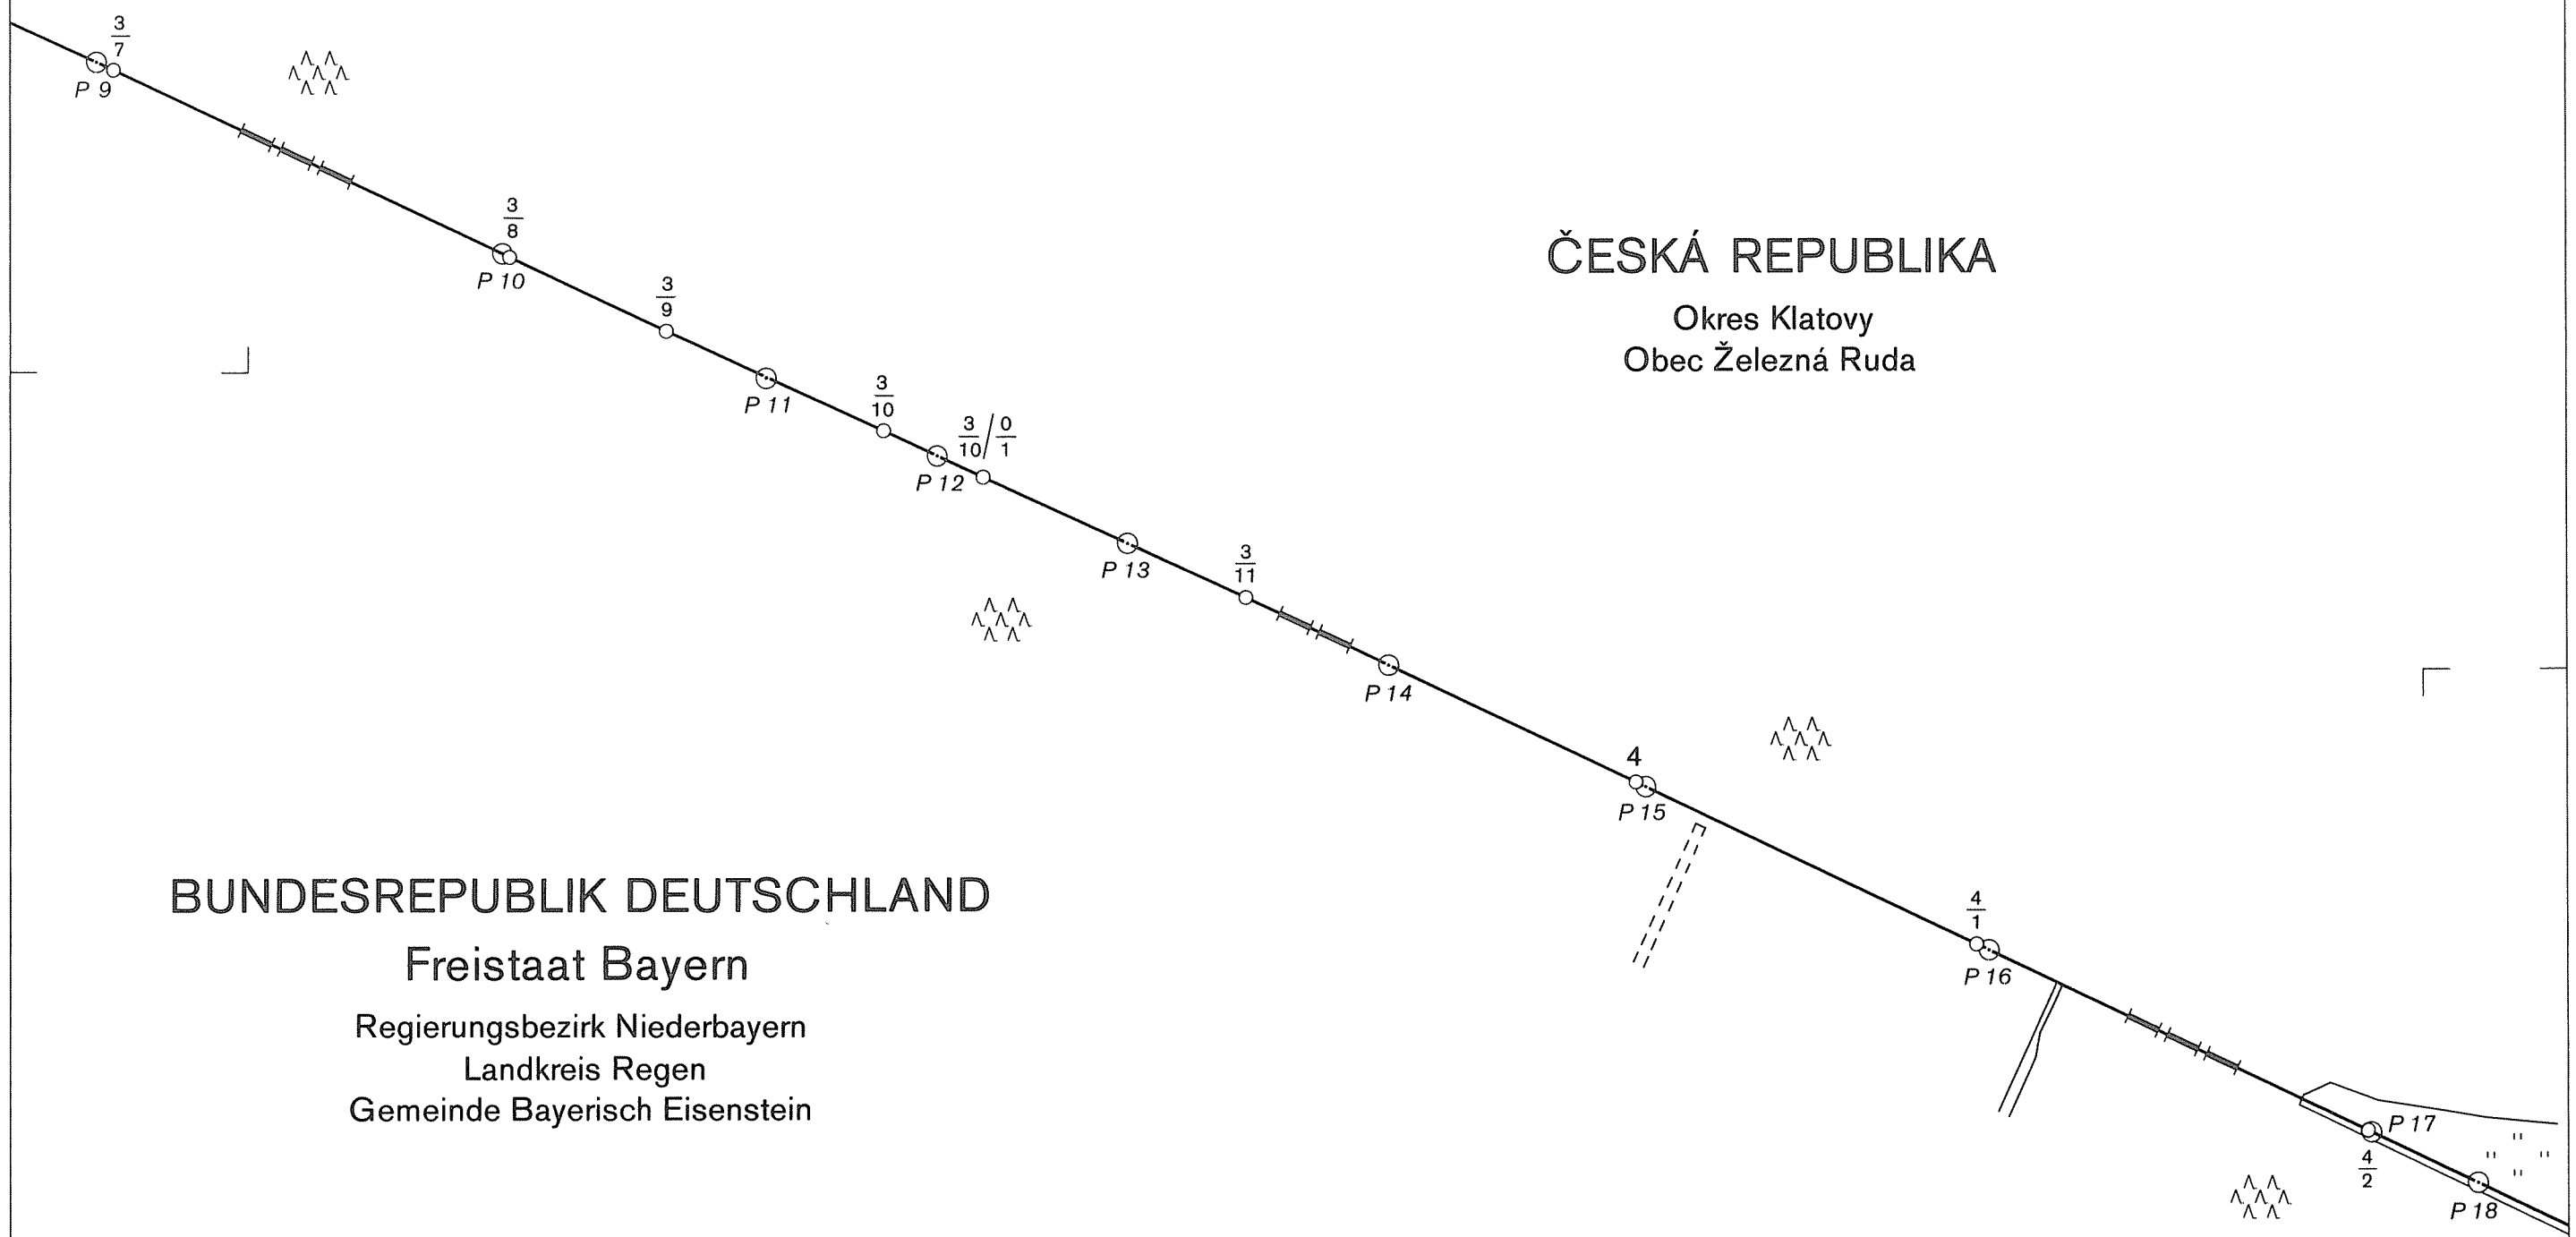 3
7
P 9
3
8
P 10
3
9
P 11
3
10
P 12
3
10 / 0
1
P 13
3
11
P 14
ČESKÁ REPUBLIKA
Okres Klatovy
Obec Železná Ruda
4
P 15
4
1
P 16
P 17
4
2
P 18
BUNDESREPUBLIK DEUTSCHLAND
Freistaat Bayern
Regierungsbezirk Niederbayern
Landkreis Regen
Gemeinde Bayerisch Eisenstein